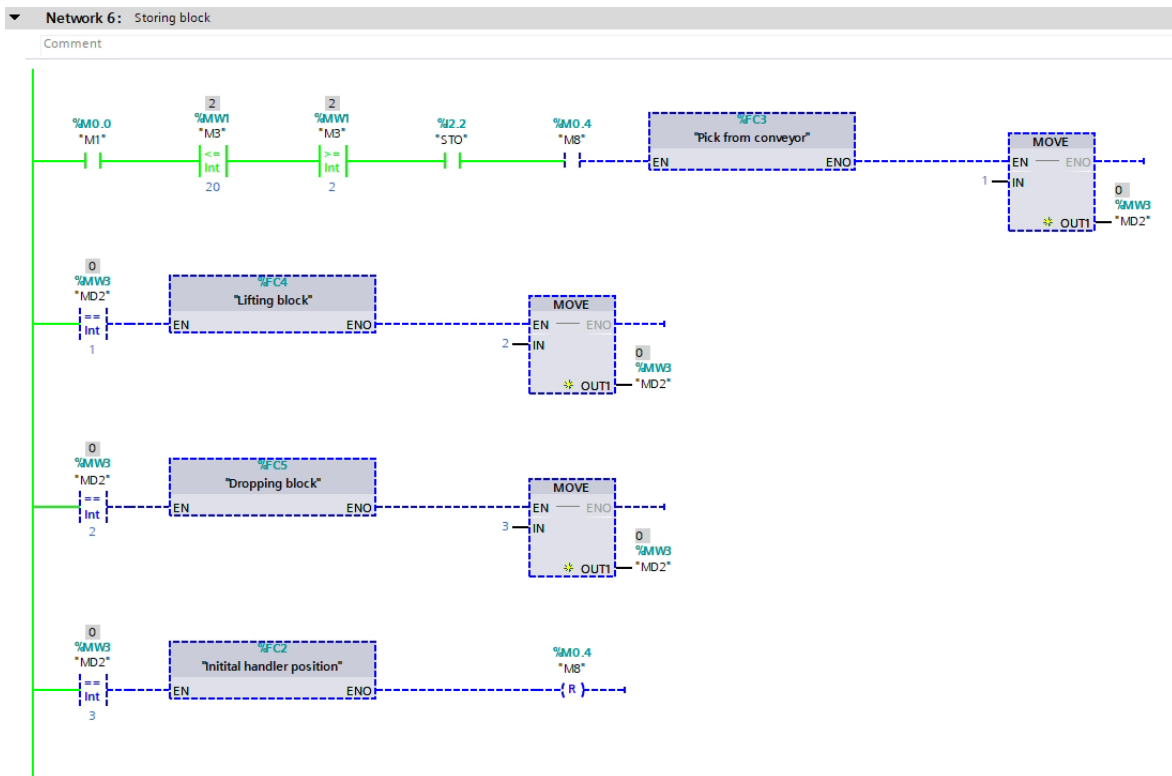 Network 6: Storing block
Comment
2 2
%MW1 %MW1
%M0.0 "M3" "M3" %I2.2 %M0.4 %FC3
"M1" "STO" "M8" "Pick from conveyor"
<= >= MOVE
Int Int EN ENO EN ENO
20 2 1 IN
0
%MW3
OUT1 "MD2"
0
%MW3 %FC4
"MD2" "Lifting block"
== MOVE
Int EN ENO EN ENO
1 2 IN
0
%MW3
OUT1 "MD2"
0
%MW3 %FC5
"MD2" "Dropping block"
== MOVE
Int EN ENO EN ENO
2 3 IN
0
%MW3
OUT1 "MD2"
0
%MW3 %FC2 %M0.4
"MD2" "Initital handler position" "M8"
==
Int EN ENO R
3